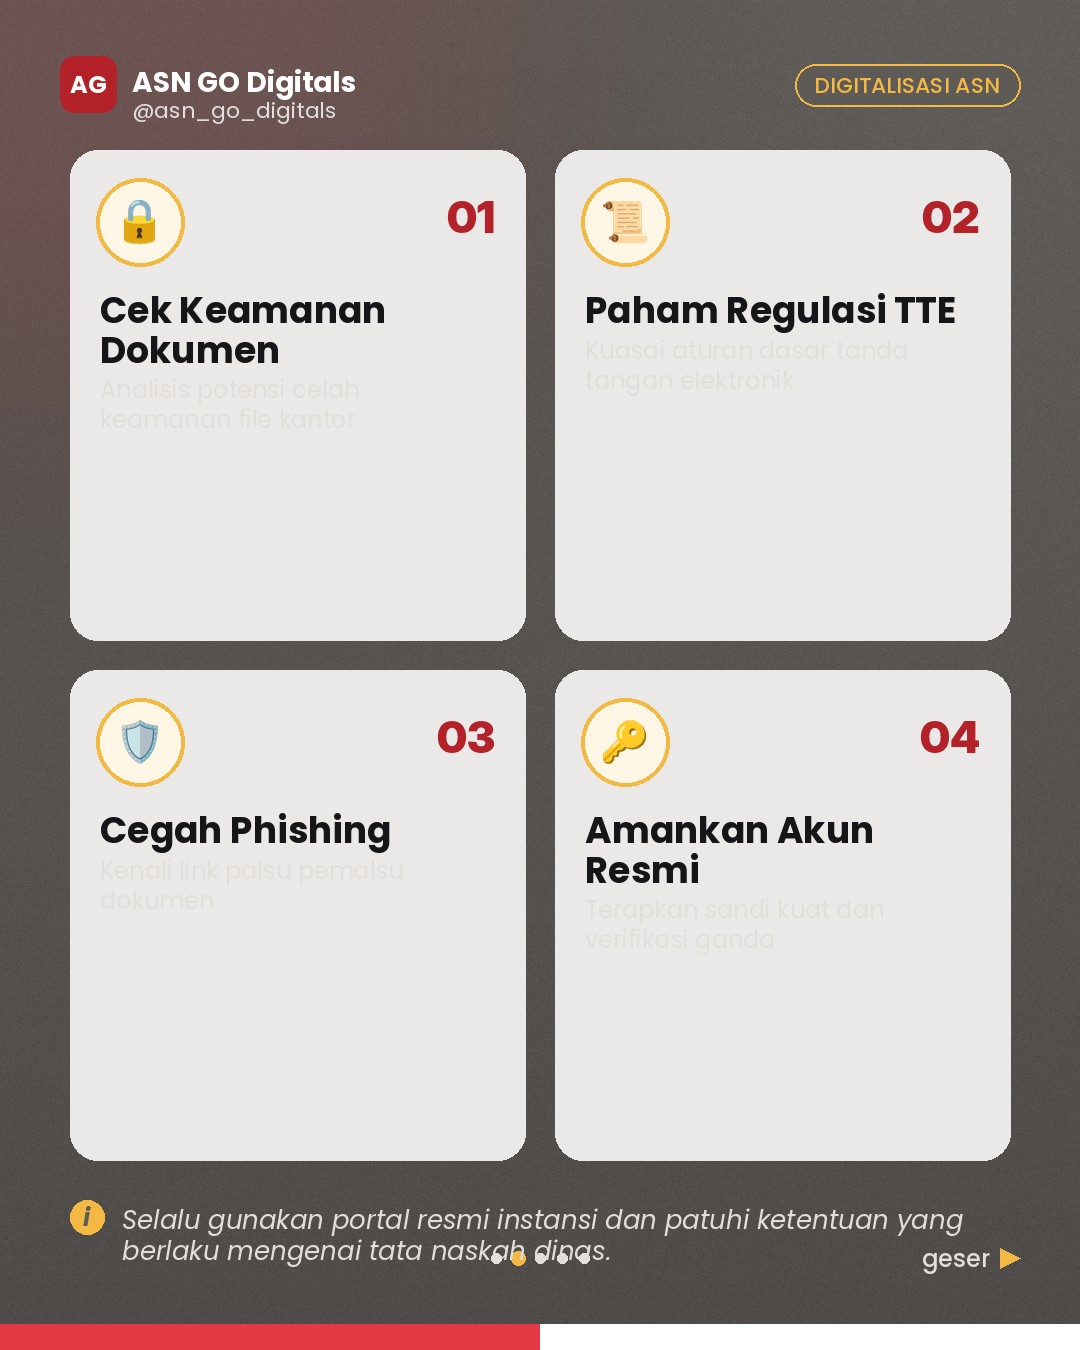 AG
ASN GO Digitals
@asn_go_digitals
DIGITALISASI ASN
01
Cek Keamanan
Dokumen
Analisis potensi celah
keamanan file kantor
02
Paham Regulasi TTE
Kuasai aturan dasar tanda
tangan elektronik
03
Cegah Phishing
Kenali link palsu pemalsu
dokumen
04
Amankan Akun
Resmi
Terapkan sandi kuat dan
verifikasi ganda
i
Selalu gunakan portal resmi instansi dan patuhi ketentuan yang
berlaku mengenai tata naskah dinas.
geser